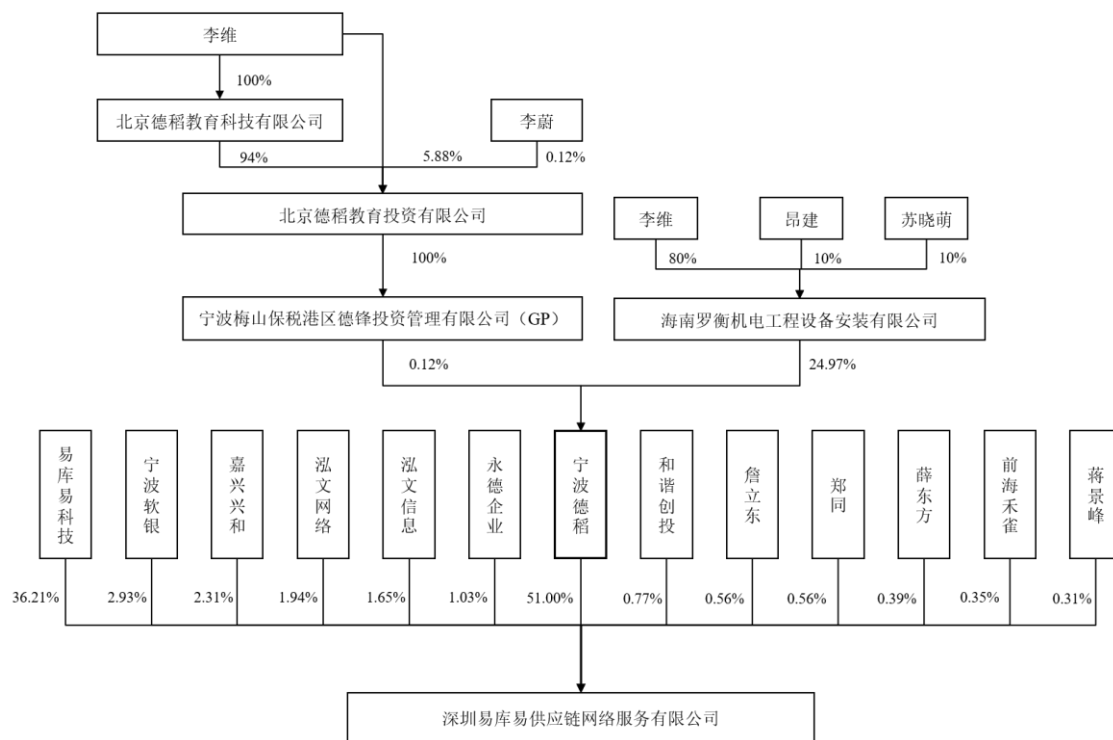 李维
100%
北京德稻教育科技有限公司
李蔚
94%
5.88%
0.12%
北京德稻教育投资有限公司
李维
昂建
苏晓萌
100%
80%
10%
10%
宁波梅山保税港区德锋投资管理有限公司（GP）
海南罗衡机电工程设备安装有限公司
0.12%
24.97%
易库易科技
宁波软银
嘉兴兴和
泓文网络
泓文信息
永德企业
宁波德稻
和谐创投
詹立东
郑同
薛东方
前海禾雀
蒋景峰
36.21%
2.93%
2.31%
1.94%
1.65%
1.03%
51.00%
0.77%
0.56%
0.56%
0.39%
0.35%
0.31%
深圳易库易供应链网络服务有限公司